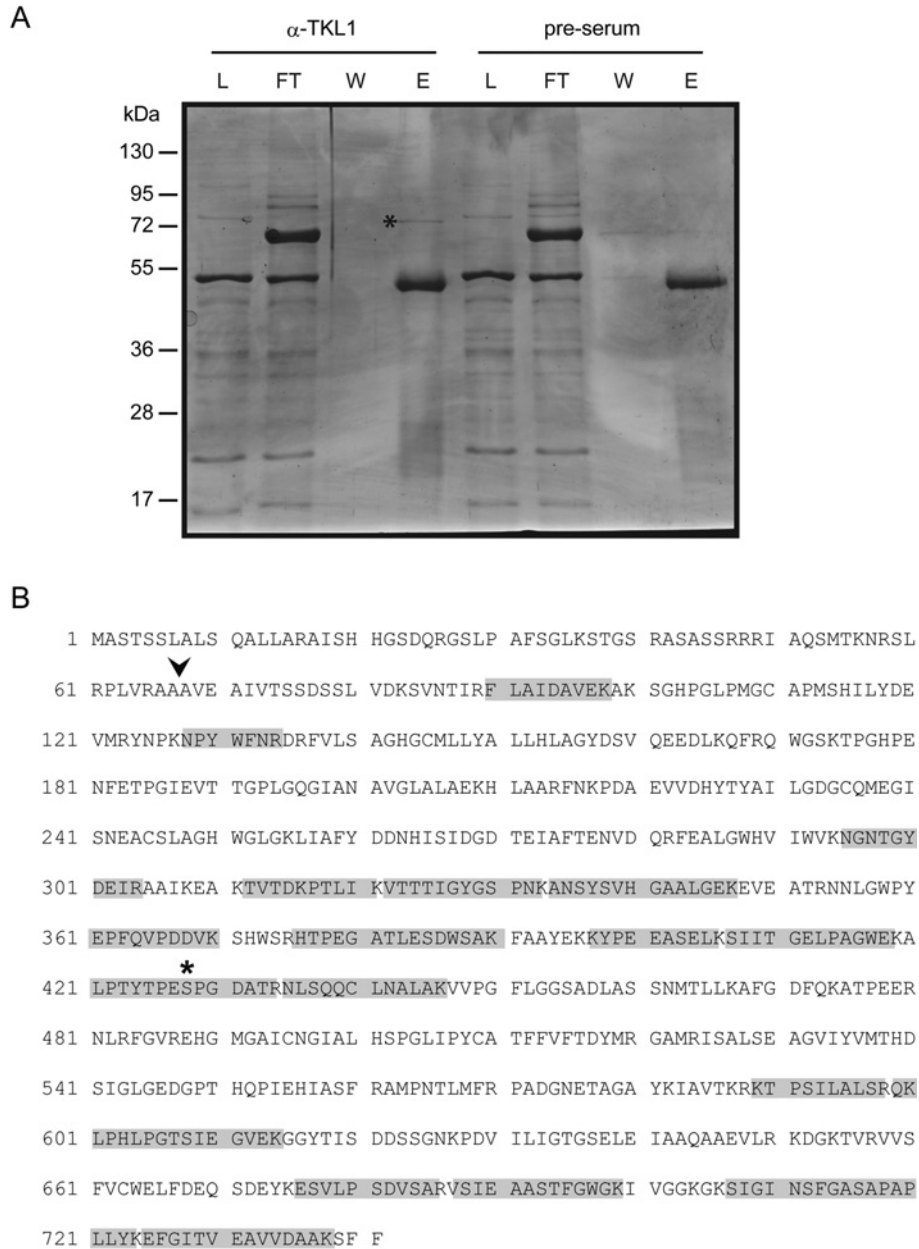 A
α-TKL1 pre-serum
L FT W E L FT W E
kDa
130
95
*
72
55
36
28
17
B
1 MASTSSLALS QALLARAISH HGSDQRGSLP AFSGLKSTGS RASASSRRRI AQSMTKNRSL
61 RPLVRAAAVE AIVTSSDSSL VDKSVNTIRF LAIDAVEKAK SGHPGLPMGC APMSHILYDE
121 VMRYNPKNPY WFNRDRFVLS AGHGCMLLYA LLHLAGYDSV QEEDLKQFRQ WGSKTPGHPE
181 NFETPGIEVT TGPLGQGIAN AVGLALAEKH LAARFNKPDA EVVDHYTYAI LGDGCQMEGI
241 SNEACSLAGH WGLGKLIAFY DDNHISIDGD TEIAFTENVD QRFEALGWHV IWVKNGNTGY
301 DEIRAAIKEA KTVTDKPTLI KVTTTIGYGS PNKANSYSVH GAALGEKEVE ATRNNLGWPY
361 EPFQVPDDVK SHWSRHTPEG ATLESDWSAK FAAYEKKYPE EASELKSIIT GELPAGWEKA
*
421 LPTYTPESPG DATRNLSQQC LNALAKVVPG FLGGSADLAS SNMTLLKAFG DFQKATPEER
481 NLRFGVREHG MGAICNGIAL HSPGLIPYCA TFFVFTDYMR GAMRISALSE AGVIYVMTHD
541 SIGLGEDGPT HQPIEHIASF RAMPNTLMFR PADGNETAGA YKIAVTKRKT PSILALSRQK
601 LPHLPGTSIE GVEKGGYTIS DDSSGNKPDV ILIGTGSELE IAAQAAEVLR KDGKTVRVVS
661 FVCWELFDEQ SDEYKESVLP SDVSARVSIE AASTFGWGKI VGGKGKSIGI NSFGASAPAP
721 LLYKEFGITV EAVVDAAKSF F